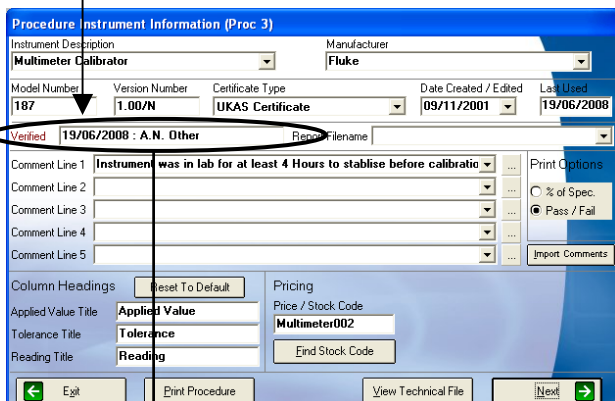 Procedure Instrument Information (Proc 3)
Instrument Description Manufacturer
Multimeter Calibrator Fluke
Model Number Version Number Certificate Type Date Created / Edited Last Used
187 1.00/N UKAS Certificate 09/11/2001 19/06/2008
Verified 19/06/2008 : A.N. Other Report Filename
Comment Line 1 Instrument was in lab for at least 4 Hours to stablise before calibratic ... Print Options
Comment Line 2 ... % of Spec.
Comment Line 3 ... Pass / Fail
Comment Line 4 ...
Comment Line 5 ... Import Comments
Column Headings Reset To Default Pricing
Applied Value Title Applied Value Price / Stock Code
Tolerance Title Tolerance Multimeter002
Reading Title Reading Find Stock Code
Exit Print Procedure View Technical File Next